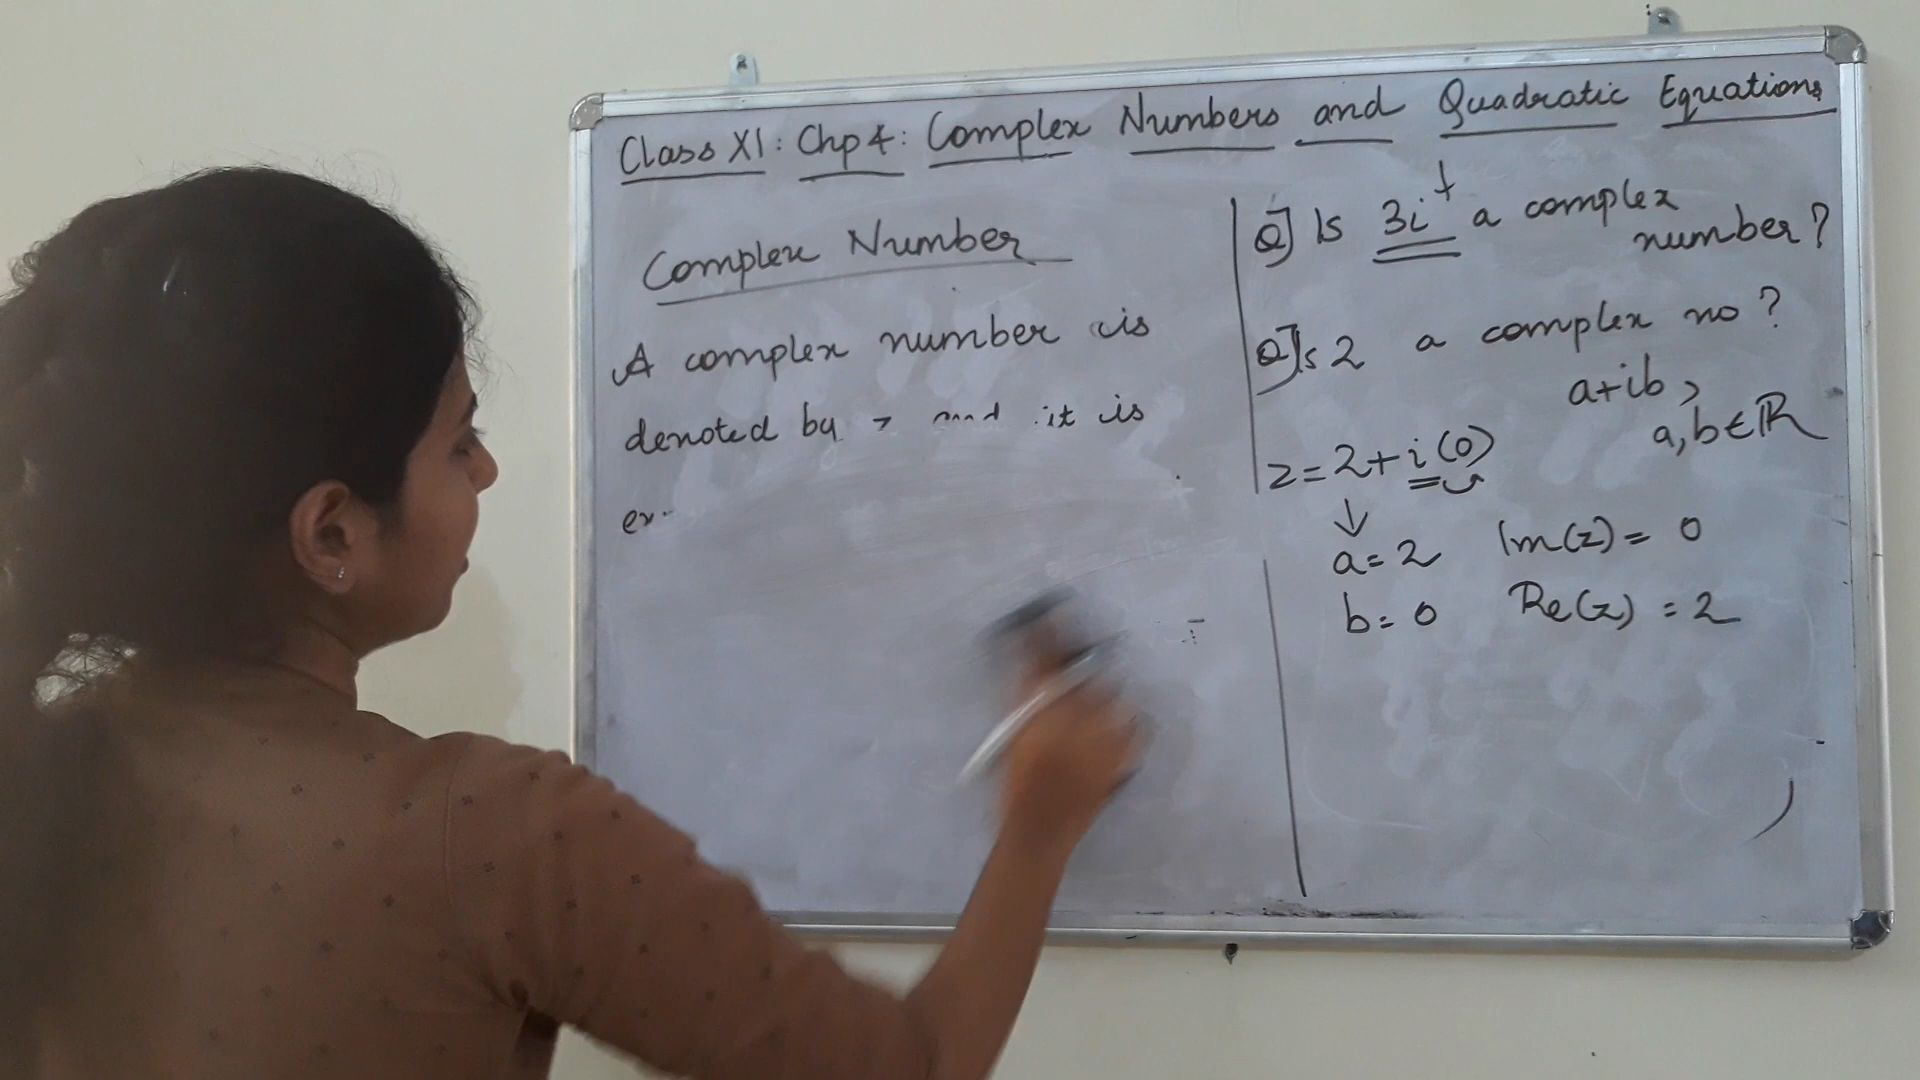 Class XI: Chp 4: Complex Numbers and Quadratic Equations
Complex Number
A complex number is
denoted by z and it is
Q] Is 3i a complex
number?
Q] Is 2 a complex no?
a+ib,
a, b ∈ R
z = 2 + i(0)
↓
a = 2 Im(z) = 0
b = 0 Re(z) = 2